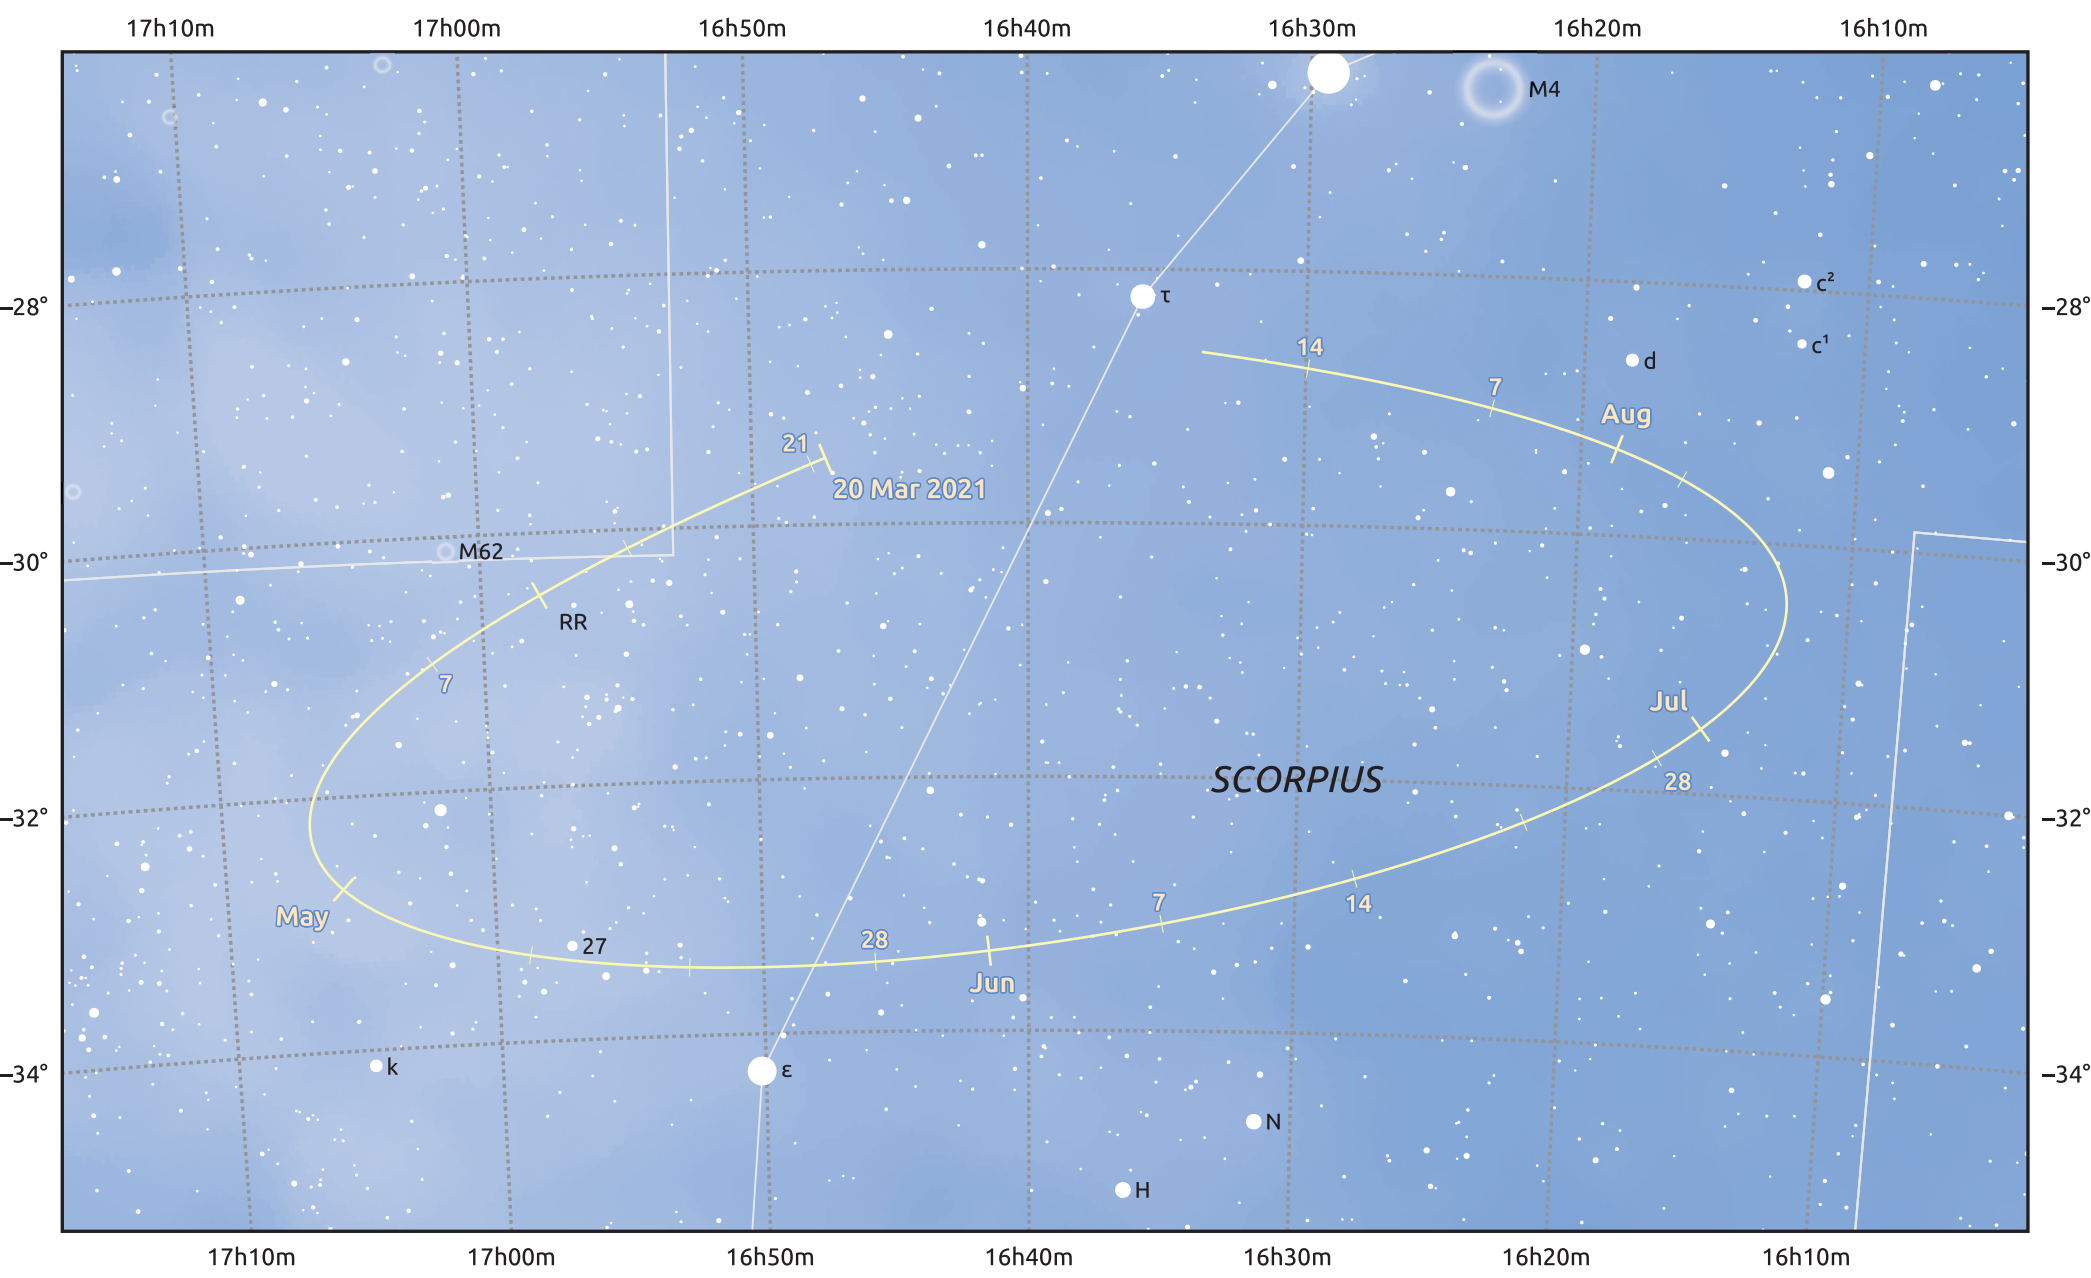 17h10m 17h00m 16h50m 16h40m 16h30m 16h20m 16h10m
M4
−28° c² −28°
τ
14 c¹
d
7
Aug
21
20 Mar 2021
M62
−30° −30°
RR
7
Jul
SCORPIUS 28
−32° −32°
7 14
May
27 28
Jun
k ε
−34° −34°
N
H
17h10m 17h00m 16h50m 16h40m 16h30m 16h20m 16h10m